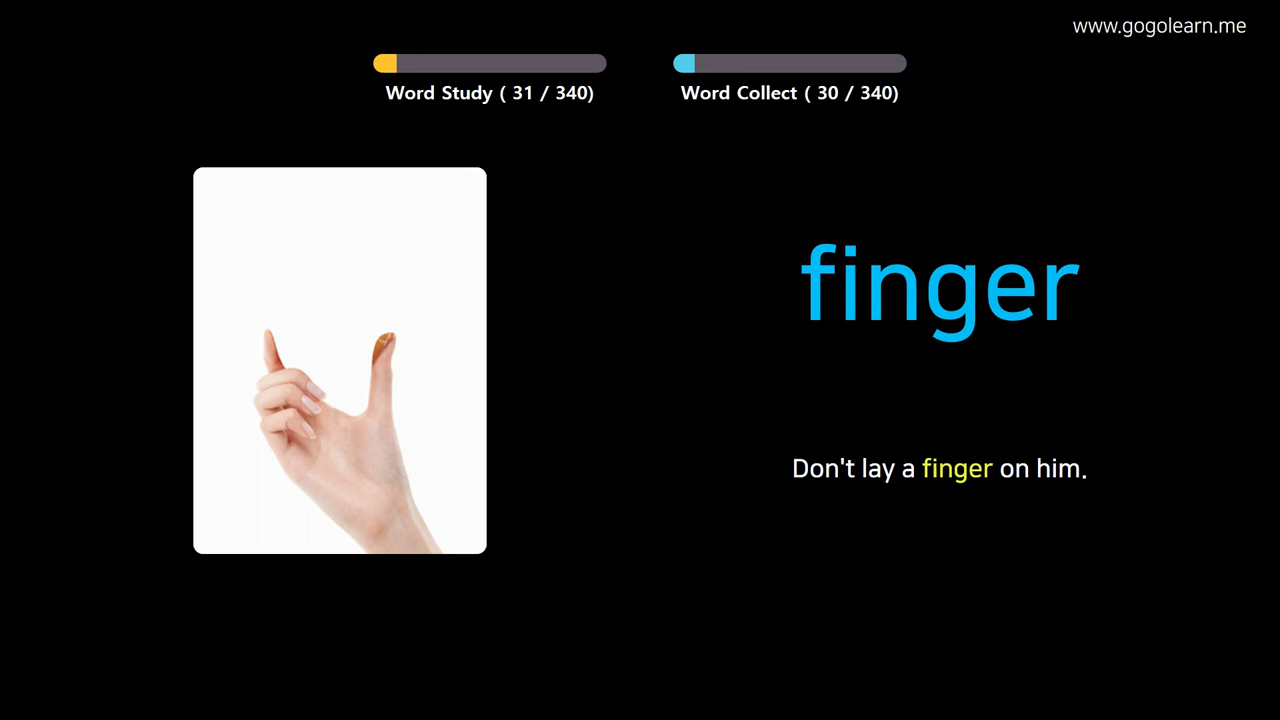 www.gogolearn.me
Word Study ( 31 / 340)
Word Collect ( 30 / 340)
finger
Don't lay a finger on him.